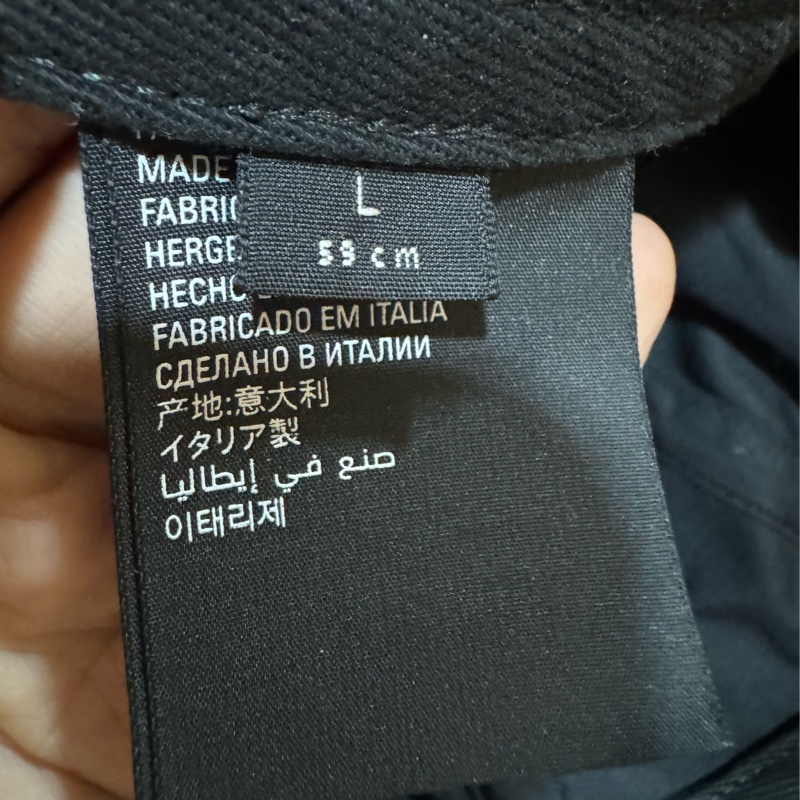 MADE
L
FABRI
59 cm
HERGE
HECHO
FABRICADO EM ITALIA
СДЕЛАНО В ИТАЛИИ
产地:意大利
イタリア製
صنع في إيطاليا
이태리제